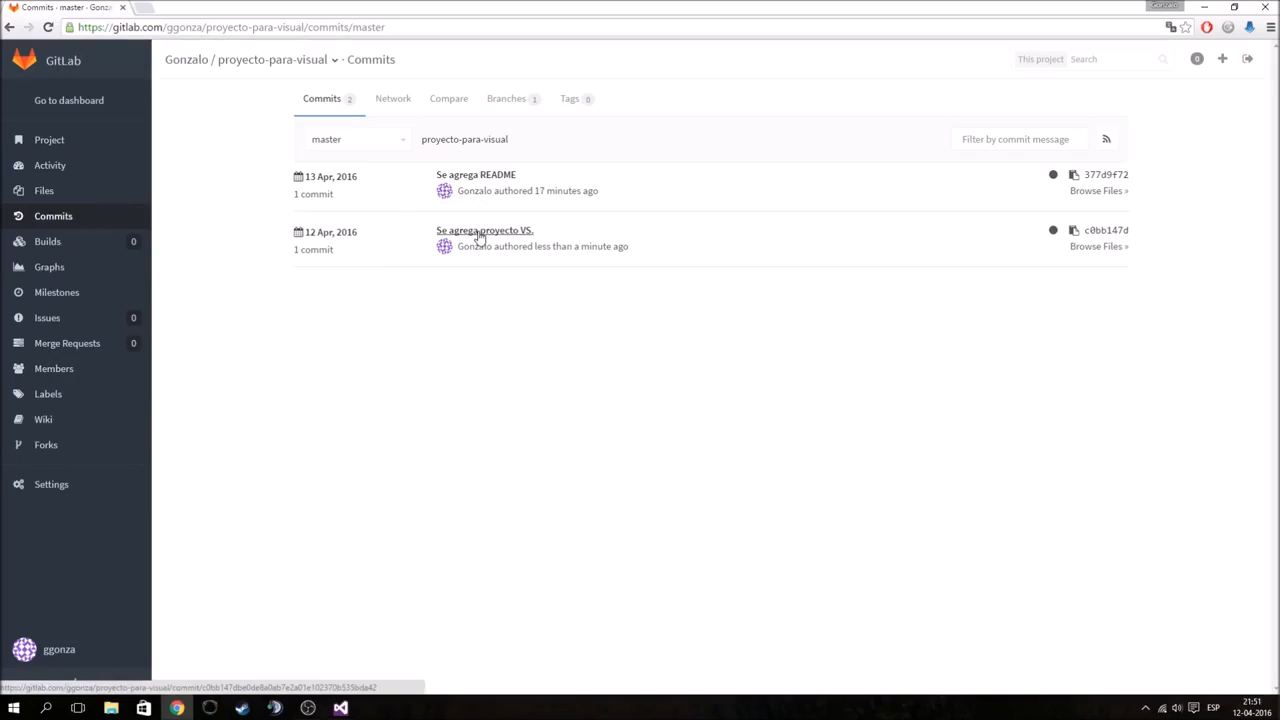 Commits · master · Gonza
Gonzalo
https://gitlab.com/ggonza/proyecto-para-visual/commits/master
GitLab
Gonzalo / proyecto-para-visual · Commits
This project Search
0
Go to dashboard
Commits 2 Network Compare Branches 1 Tags 0
Project
master
proyecto-para-visual
Filter by commit message
Activity
13 Apr, 2016
1 commit
Se agrega README
Gonzalo authored 17 minutes ago
377d9f72
Browse Files »
Files
Commits
12 Apr, 2016
1 commit
Se agrega proyecto VS.
Gonzalo authored less than a minute ago
c0bb147d
Browse Files »
Builds 0
Graphs
Milestones
Issues 0
Merge Requests 0
Members
Labels
Wiki
Forks
Settings
ggonza
ESP
21:51
12-04-2016